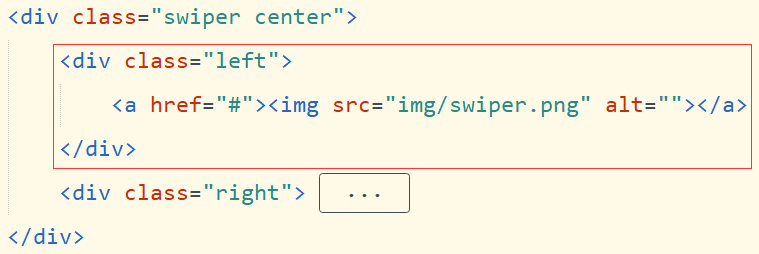 <div class="swiper center">
<div class="left">
<a href="#"><img src="img/swiper.png" alt=""></a>
</div>
<div class="right"> ...
</div>